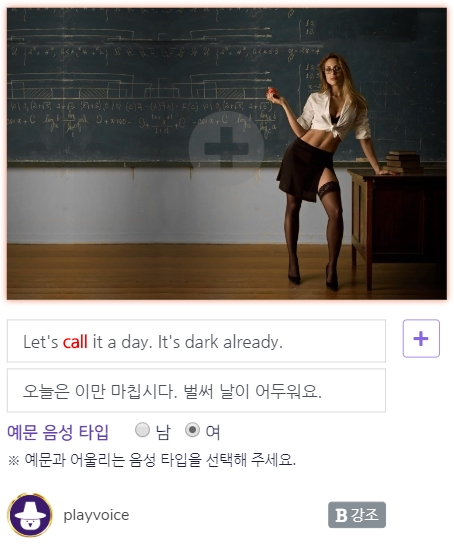 Let's call it a day. It's dark already.
오늘은 이만 마칩시다. 벌써 날이 어두워요.
예문 음성 타입 남 여
※ 예문과 어울리는 음성 타입을 선택해 주세요.
playvoice B 강조